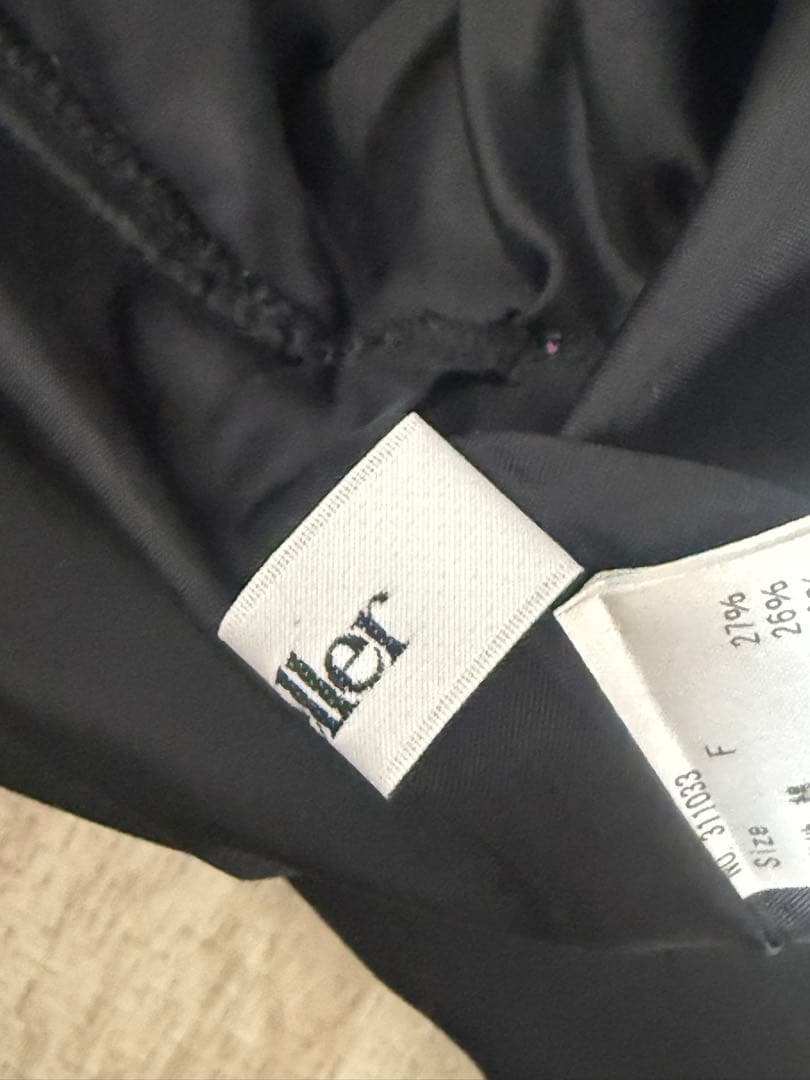 ller
NO. 311033
Size F
27%
26%